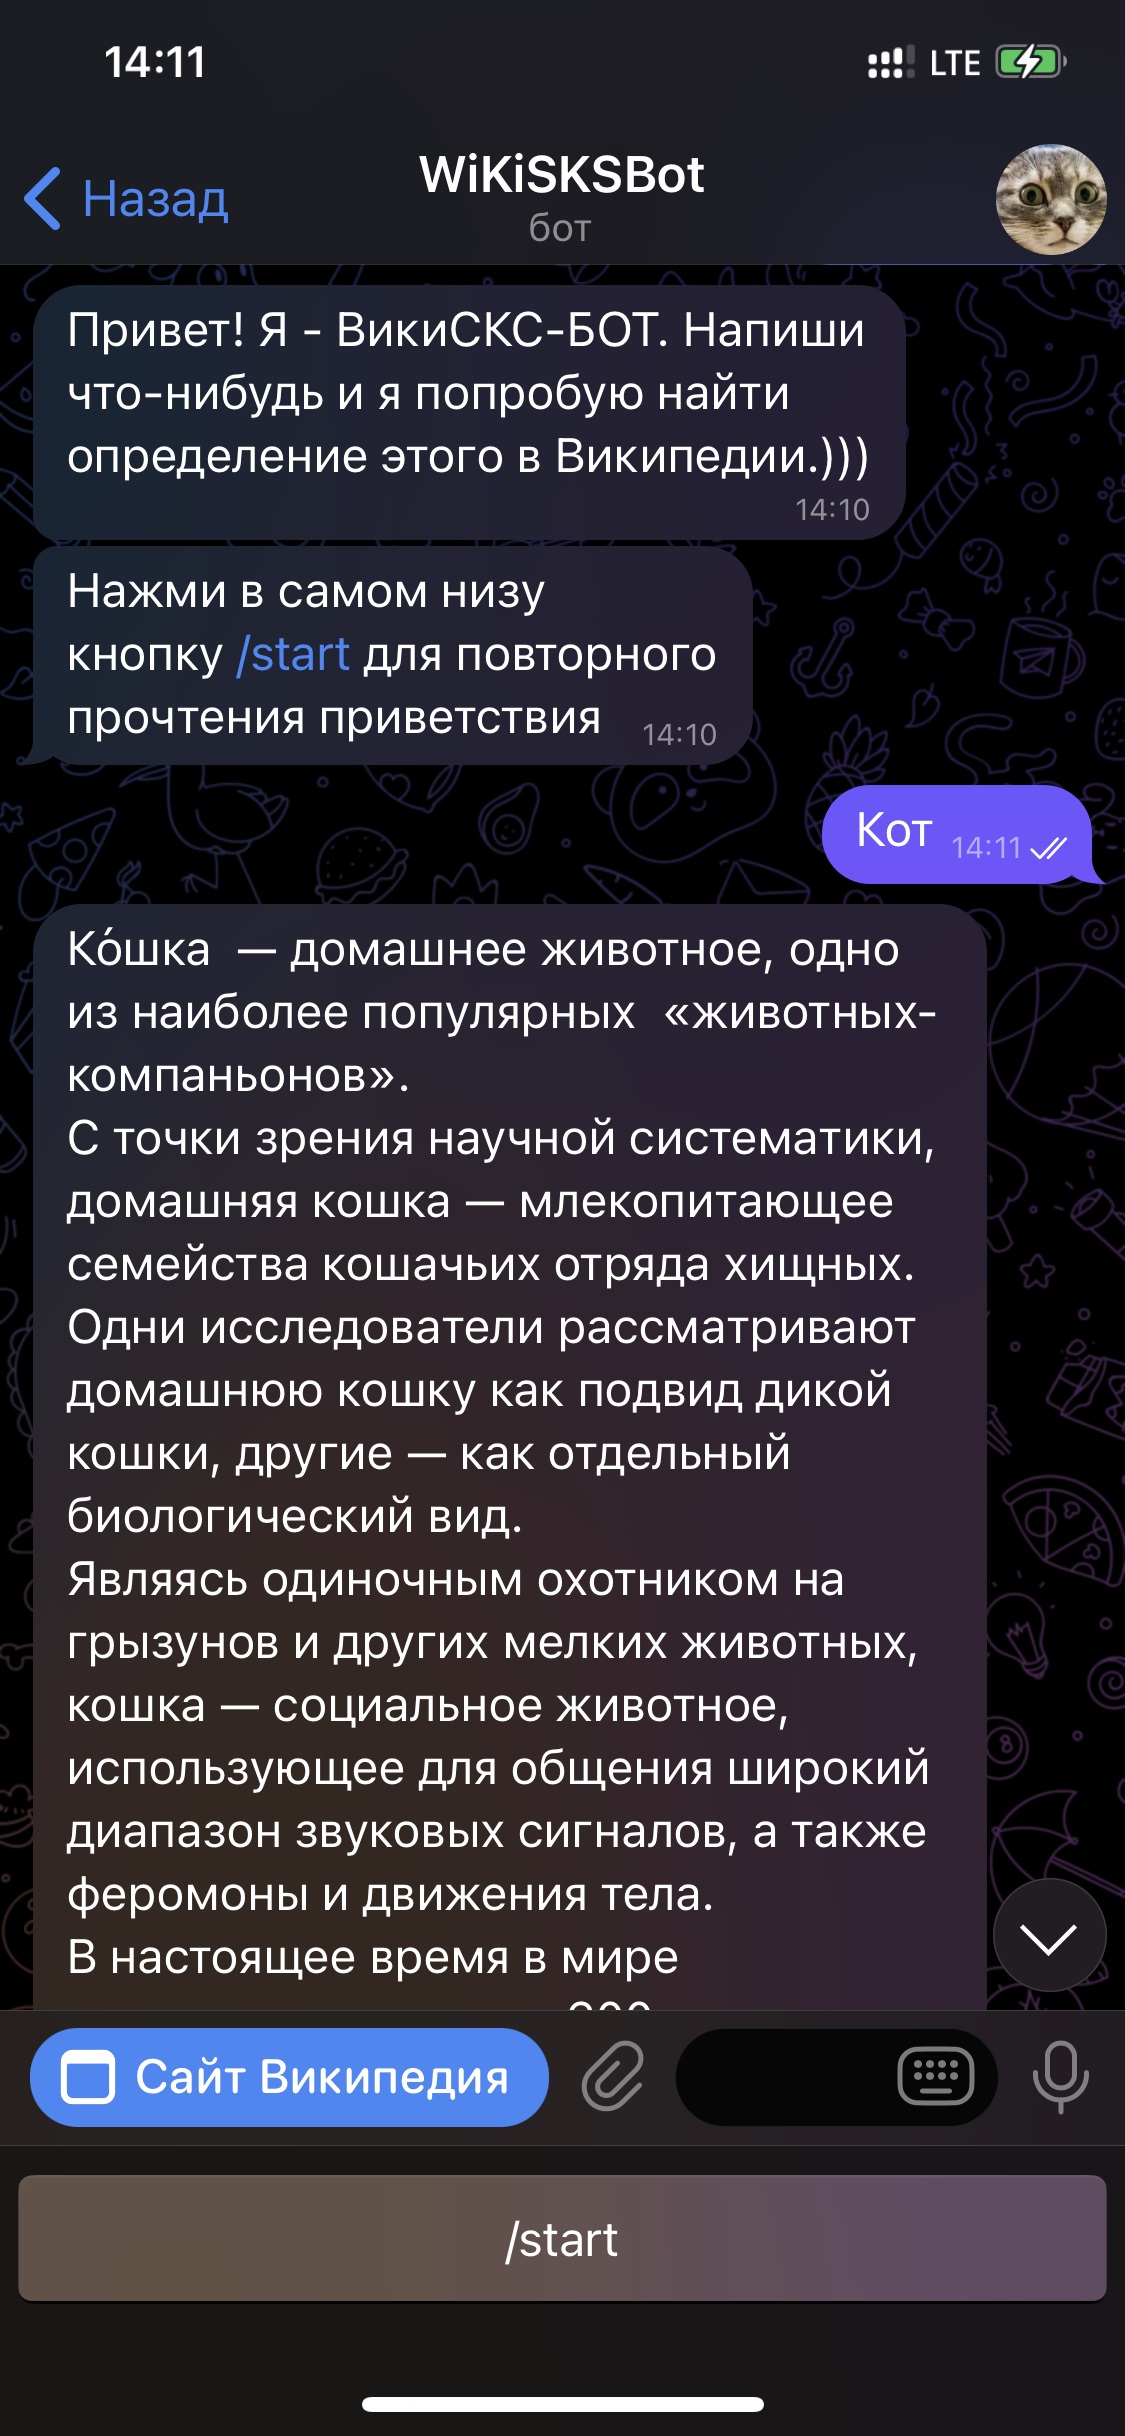 14:11
LTE
Назад
WiKiSKSBot
бот
Привет! Я - ВикиСКС-БОТ. Напиши
что-нибудь и я попробую найти
определение этого в Википедии.)))
14:10
Нажми в самом низу
кнопку /start для повторного
прочтения приветствия 14:10
Кот 14:11
Ко́шка — домашнее животное, одно
из наиболее популярных «животных-
компаньонов».
С точки зрения научной систематики,
домашняя кошка — млекопитающее
семейства кошачьих отряда хищных.
Одни исследователи рассматривают
домашнюю кошку как подвид дикой
кошки, другие — как отдельный
биологический вид.
Являясь одиночным охотником на
грызунов и других мелких животных,
кошка — социальное животное,
использующее для общения широкий
диапазон звуковых сигналов, а также
феромоны и движения тела.
В настоящее время в мире
Сайт Википедия
/start